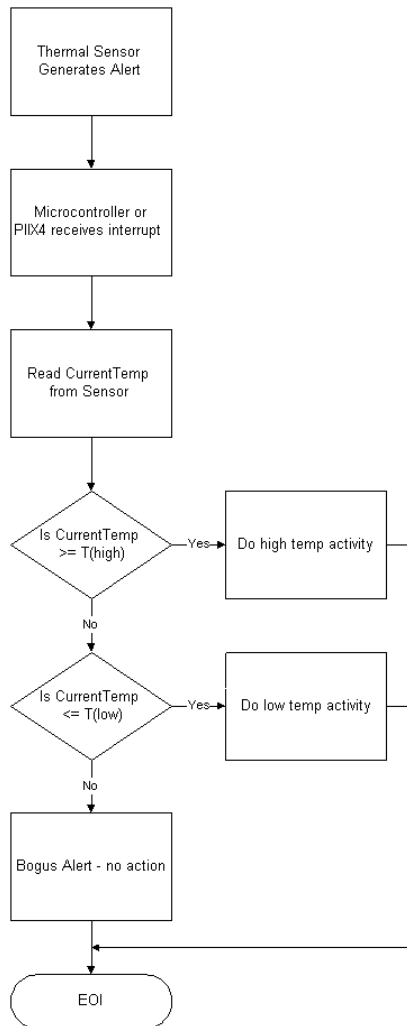 Thermal Sensor
Generates Alert
Microcontroller or
PIIX4 receives interrupt
Read CurrentTemp
from Sensor
Is CurrentTemp
>= T(high)
Yes
Do high temp activity
No
Is CurrentTemp
<= T(low)
Yes
Do low temp activity
No
Bogus Alert - no action
EOI